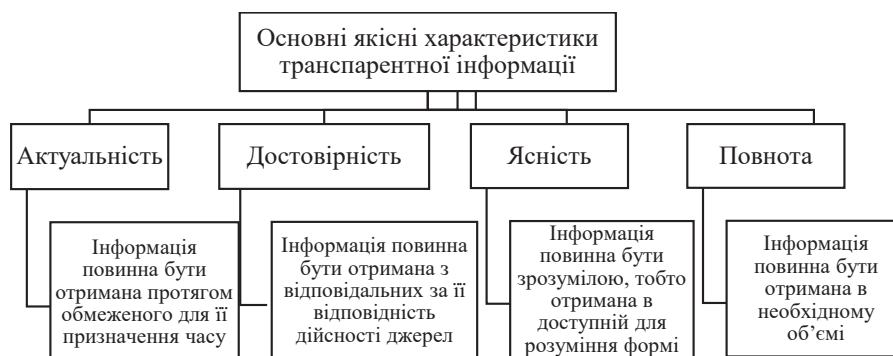 Основні якісні характеристики
транспарентної інформації
Актуальність
Достовірність
Ясність
Повнота
Інформація
повинна бути
отримана протягом
обмеженого для її
призначення часу
Інформація повинна
бути отримана з
відповідальних за її
відповідність
дійсності джерел
Інформація
повинна бути
зрозумілою, тобто
отримана в
доступній для
розуміння формі
Інформація
повинна бути
отримана в
необхідному
об’ємі